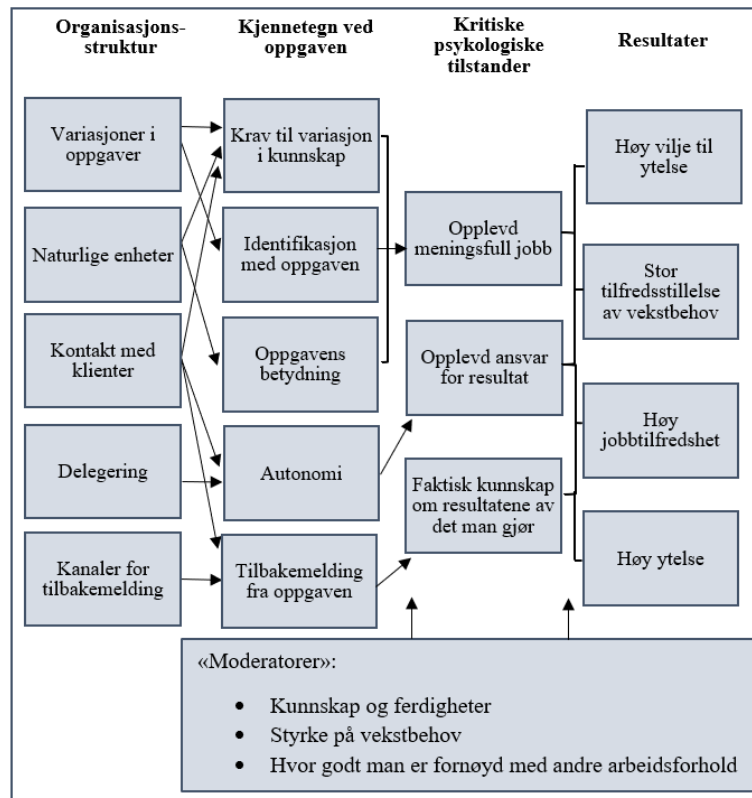 Organisasjons-
struktur
Kjennetegn ved
oppgaven
Kritiske
psykologiske
tilstander
Resultater
Variasjoner i
oppgaver
Naturlige enheter
Kontakt med
klienter
Delegering
Kanaler for
tilbakemelding
Krav til variasjon
i kunnskap
Identifikasjon
med oppgaven
Oppgavens
betydning
Autonomi
Tilbakemelding
fra oppgaven
Opplevd
meningsfull jobb
Opplevd ansvar
for resultat
Faktisk kunnskap
om resultatene av
det man gjør
Høy vilje til
ytelse
Stor
tilfredsstillelse
av vekstbehov
Høy
jobbtilfredshet
Høy ytelse
«Moderatorer»:
• Kunnskap og ferdigheter
• Styrke på vekstbehov
• Hvor godt man er fornøyd med andre arbeidsforhold